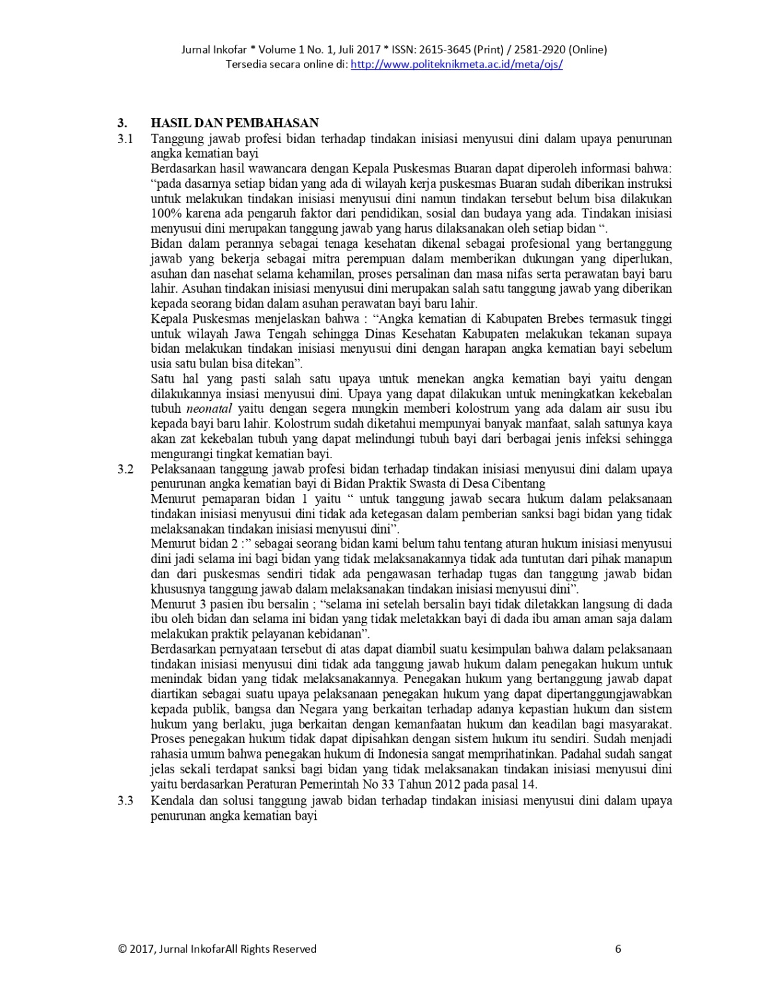 Jurnal Inkofar * Volume 1 No. 1, Juli 2017 * ISSN: 2615-3645 (Print) / 2581-2920 (Online)
Tersedia secara online di: http://www.politeknikmeta.ac.id/meta/ojs/
3. HASIL DAN PEMBAHASAN
3.1 Tanggung jawab profesi bidan terhadap tindakan inisiasi menyusui dini dalam upaya penurunan
angka kematian bayi
Berdasarkan hasil wawancara dengan Kepala Puskesmas Buaran dapat diperoleh informasi bahwa:
“pada dasarnya setiap bidan yang ada di wilayah kerja puskesmas Buaran sudah diberikan instruksi
untuk melakukan tindakan inisiasi menyusui dini namun tindakan tersebut belum bisa dilakukan
100% karena ada pengaruh faktor dari pendidikan, sosial dan budaya yang ada. Tindakan inisiasi
menyusui dini merupakan tanggung jawab yang harus dilaksanakan oleh setiap bidan “.
Bidan dalam perannya sebagai tenaga kesehatan dikenal sebagai profesional yang bertanggung
jawab yang bekerja sebagai mitra perempuan dalam memberikan dukungan yang diperlukan,
asuhan dan nasehat selama kehamilan, proses persalinan dan masa nifas serta perawatan bayi baru
lahir. Asuhan tindakan inisiasi menyusui dini merupakan salah satu tanggung jawab yang diberikan
kepada seorang bidan dalam asuhan perawatan bayi baru lahir.
Kepala Puskesmas menjelaskan bahwa : “Angka kematian di Kabupaten Brebes termasuk tinggi
untuk wilayah Jawa Tengah sehingga Dinas Kesehatan Kabupaten melakukan tekanan supaya
bidan melakukan tindakan inisiasi menyusui dini dengan harapan angka kematian bayi sebelum
usia satu bulan bisa ditekan”.
Satu hal yang pasti salah satu upaya untuk menekan angka kematian bayi yaitu dengan
dilakukannya insiasi menyusui dini. Upaya yang dapat dilakukan untuk meningkatkan kekebalan
tubuh neonatal yaitu dengan segera mungkin memberi kolostrum yang ada dalam air susu ibu
kepada bayi baru lahir. Kolostrum sudah diketahui mempunyai banyak manfaat, salah satunya kaya
akan zat kekebalan tubuh yang dapat melindungi tubuh bayi dari berbagai jenis infeksi sehingga
mengurangi tingkat kematian bayi.
3.2 Pelaksanaan tanggung jawab profesi bidan terhadap tindakan inisiasi menyusui dini dalam upaya
penurunan angka kematian bayi di Bidan Praktik Swasta di Desa Cibentang
Menurut pemaparan bidan 1 yaitu “ untuk tanggung jawab secara hukum dalam pelaksanaan
tindakan inisiasi menyusui dini tidak ada ketegasan dalam pemberian sanksi bagi bidan yang tidak
melaksanakan tindakan inisiasi menyusui dini”.
Menurut bidan 2 :” sebagai seorang bidan kami belum tahu tentang aturan hukum inisiasi menyusui
dini jadi selama ini bagi bidan yang tidak melaksanakannya tidak ada tuntutan dari pihak manapun
dan dari puskesmas sendiri tidak ada pengawasan terhadap tugas dan tanggung jawab bidan
khususnya tanggung jawab dalam melaksanakan tindakan inisiasi menyusui dini”.
Menurut 3 pasien ibu bersalin ; “selama ini setelah bersalin bayi tidak diletakkan langsung di dada
ibu oleh bidan dan selama ini bidan yang tidak meletakkan bayi di dada ibu aman aman saja dalam
melakukan praktik pelayanan kebidanan”.
Berdasarkan pernyataan tersebut di atas dapat diambil suatu kesimpulan bahwa dalam pelaksanaan
tindakan inisiasi menyusui dini tidak ada tanggung jawab hukum dalam penegakan hukum untuk
menindak bidan yang tidak melaksanakannya. Penegakan hukum yang bertanggung jawab dapat
diartikan sebagai suatu upaya pelaksanaan penegakan hukum yang dapat dipertanggungjawabkan
kepada publik, bangsa dan Negara yang berkaitan terhadap adanya kepastian hukum dan sistem
hukum yang berlaku, juga berkaitan dengan kemanfaatan hukum dan keadilan bagi masyarakat.
Proses penegakan hukum tidak dapat dipisahkan dengan sistem hukum itu sendiri. Sudah menjadi
rahasia umum bahwa penegakan hukum di Indonesia sangat memprihatinkan. Padahal sudah sangat
jelas sekali terdapat sanksi bagi bidan yang tidak melaksanakan tindakan inisiasi menyusui dini
yaitu berdasarkan Peraturan Pemerintah No 33 Tahun 2012 pada pasal 14.
3.3 Kendala dan solusi tanggung jawab bidan terhadap tindakan inisiasi menyusui dini dalam upaya
penurunan angka kematian bayi
© 2017, Jurnal InkofarAll Rights Reserved 6